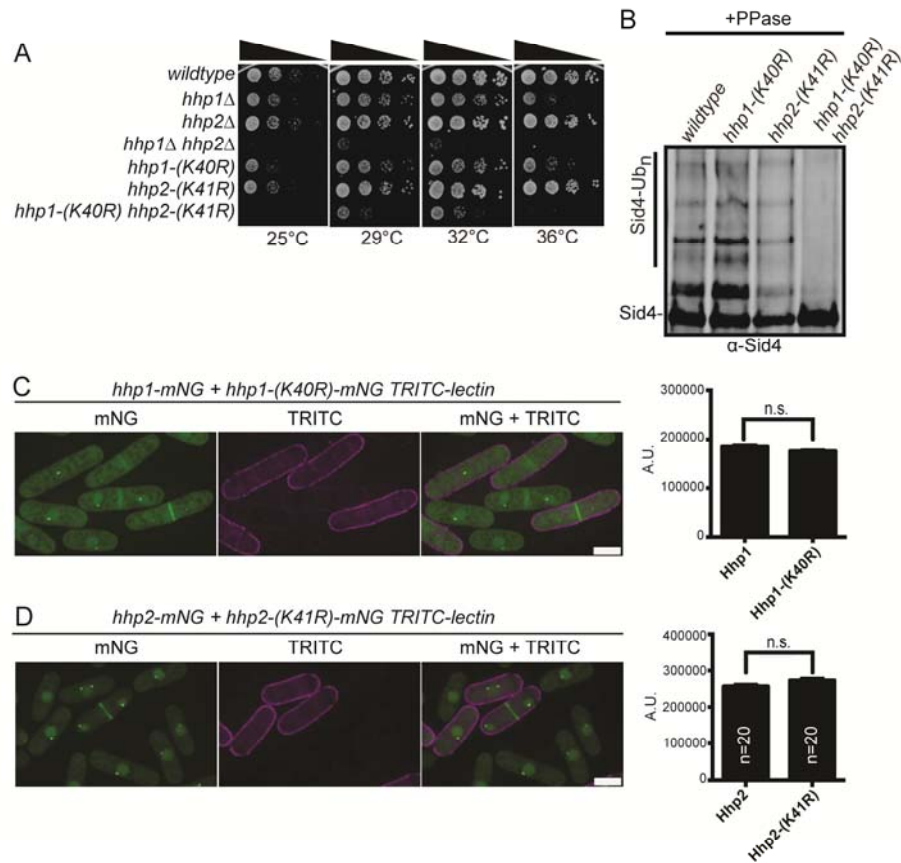 A
wildtype
hhp1Δ
hhp2Δ
hhp1Δ hhp2Δ
hhp1-(K40R)
hhp2-(K41R)
hhp1-(K40R) hhp2-(K41R)
25°C 29°C 32°C 36°C
B
+PPase
wildtype
hhp1-(K40R)
hhp2-(K41R)
hhp1-(K40R)
hhp2-(K41R)
Sid4-Ubn
Sid4-
α-Sid4
C
hhp1-mNG + hhp1-(K40R)-mNG TRITC-lectin
mNG TRITC mNG + TRITC
n.s.
A.U.
300000
200000
100000
0
Hhp1
Hhp1-(K40R)
D
hhp2-mNG + hhp2-(K41R)-mNG TRITC-lectin
mNG TRITC mNG + TRITC
n.s.
A.U.
400000
300000
200000
100000
0
n=20
n=20
Hhp2
Hhp2-(K41R)